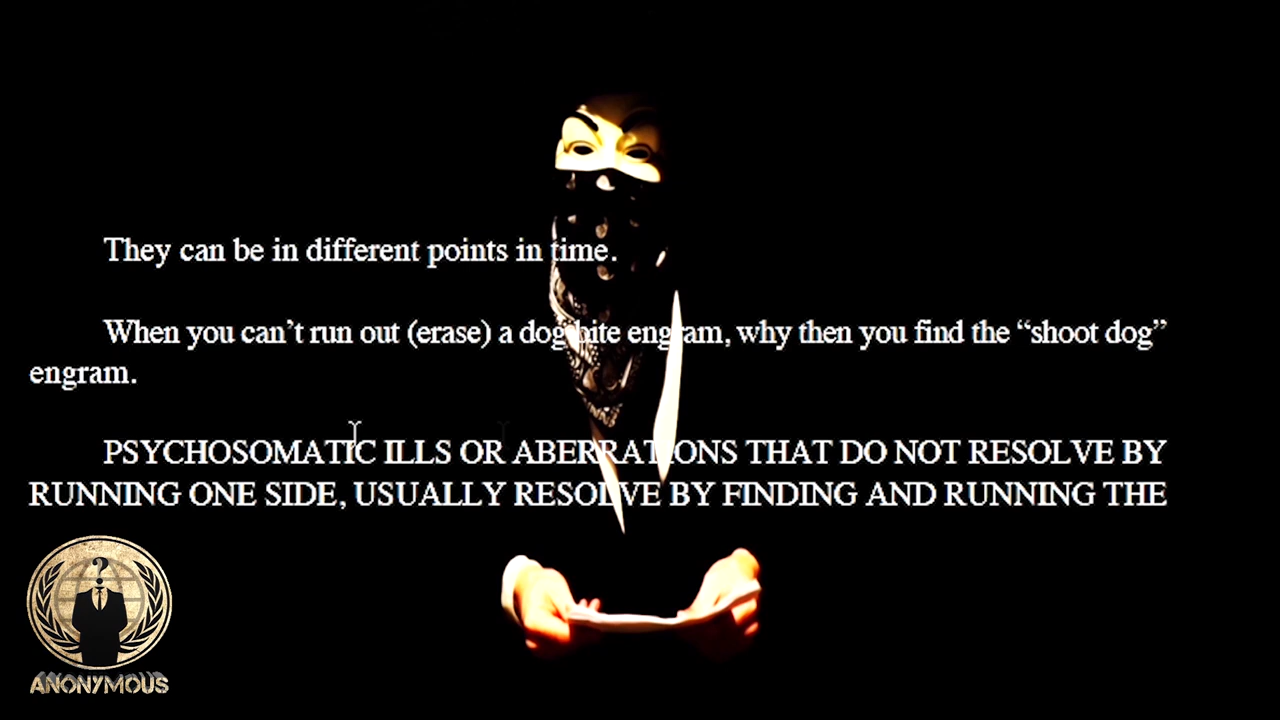 They can be in different points in time.
When you can’t run out (erase) a dog bite engram, why then you find the “shoot dog”
engram.
PSYCHOSOMATIC ILLS OR ABERRATIONS THAT DO NOT RESOLVE BY
RUNNING ONE SIDE, USUALLY RESOLVE BY FINDING AND RUNNING THE
?
ANONYMOUS